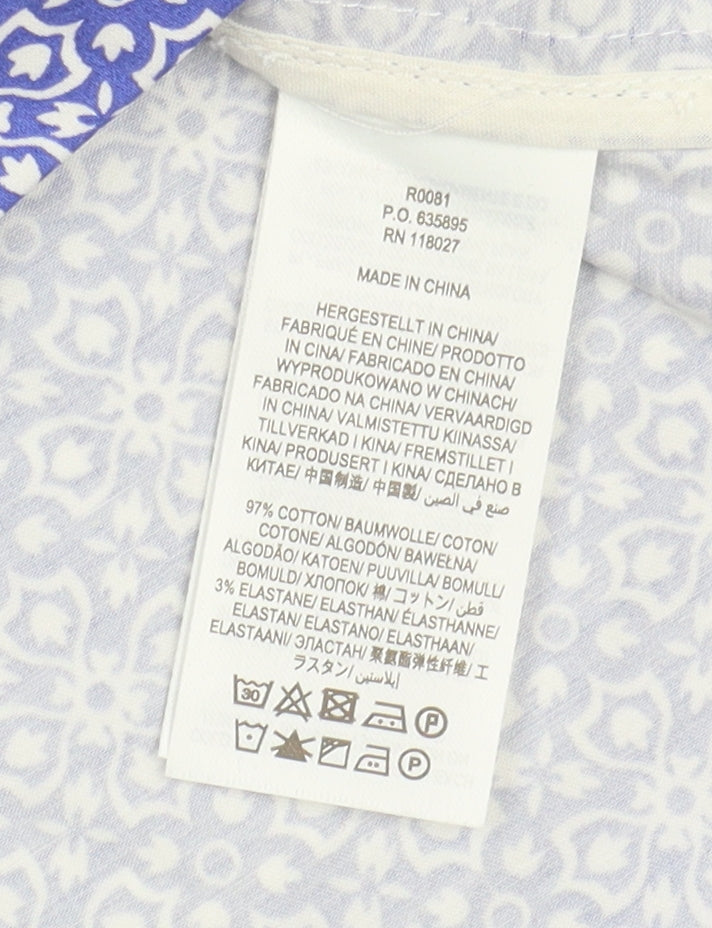 R0081
P.O. 635895
RN 118027
MADE IN CHINA
HERGESTELLT IN CHINA/
FABRIQUÉ EN CHINE/ PRODOTTO
IN CINA/ FABRICADO EN CHINA/
WYPRODUKOWANO W CHINACH/
FABRICADO NA CHINA/ VERVAARDIGD
IN CHINA/ VALMISTETTU KIINASSA/
TILLVERKAD I KINA/ FREMSTILLET I
KINA/ PRODUSERT I KINA/ СДЕЛАНО В
КИТАЕ/ 中国制造/ 中国製/ صنع في الصين
97% COTTON/ BAUMWOLLE/ COTON/
COTONE/ ALGODÓN/ BAWEŁNA/
ALGODÃO/ KATOEN/ PUUVILLA/ BOMULL/
BOMULD/ ХЛОПОК/ 棉/ コットン/ قطن
3% ELASTANE/ ELASTHAN/ ÉLASTHANNE/
ELASTAN/ ELASTANO/ ELASTHAAN/
ELASTAANI/ ЭЛАСТАН/ 聚氨酯弹性纤维/ エ
ラスタン/ إيلاستين
30
P
P